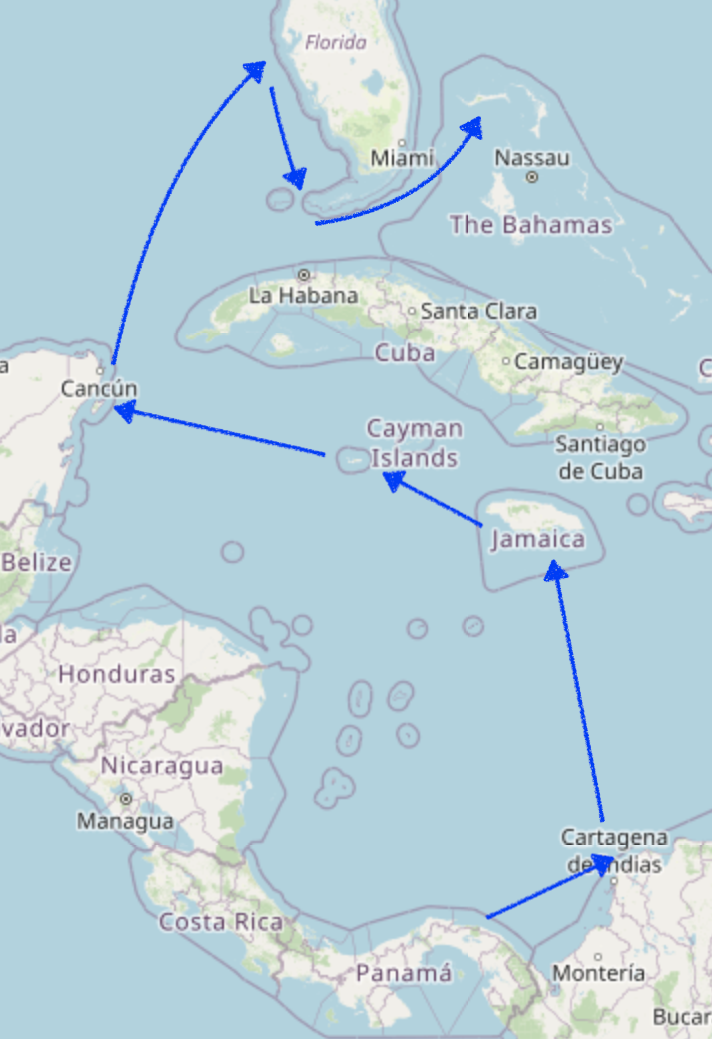 Florida
Miami
Nassau
The Bahamas
La Habana
Santa Clara
Cuba
Camagüey
a
Cancún
C
Cayman
Islands
Santiago
de Cuba
Jamaica
Belize
la
Honduras
vador
Nicaragua
Managua
Cartagena
de Indias
Costa Rica
Panamá
Montería
Bucar